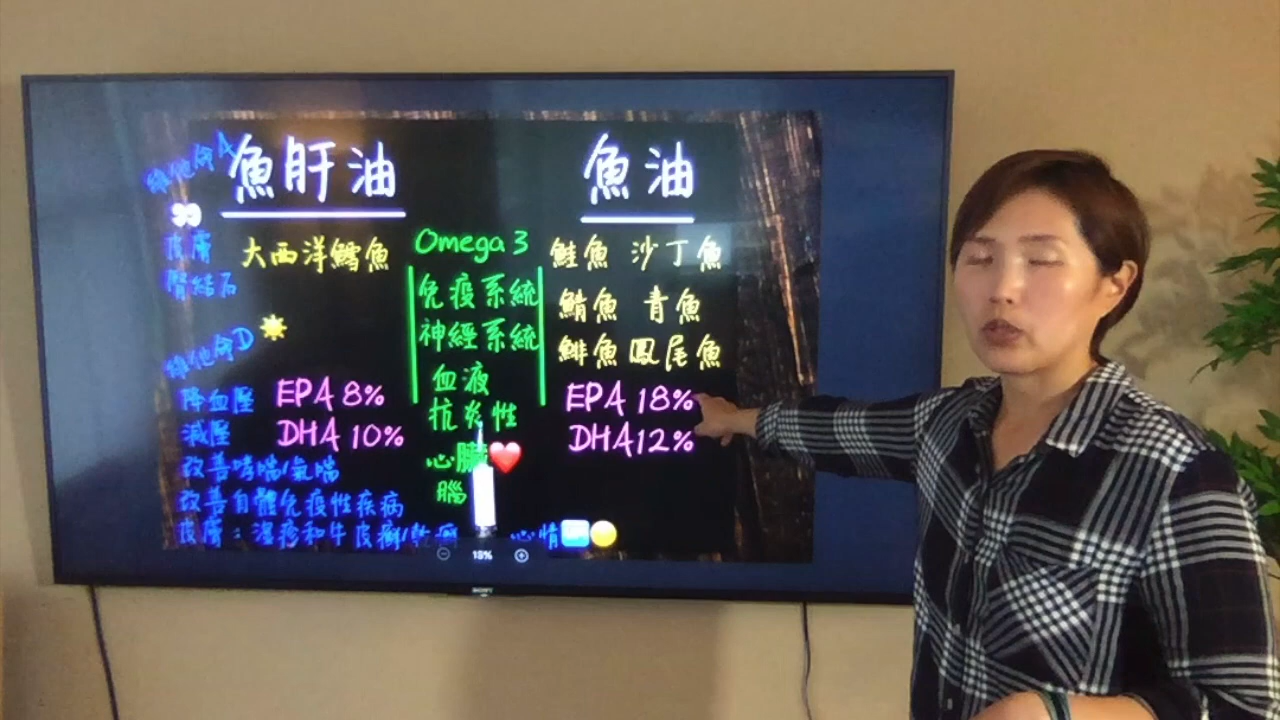 魚肝油
魚油
維他命A
皮膚
腎結石
大西洋鱈魚
維他命D
EPA 8%
DHA 10%
降血壓
減壓
改善哮喘/氣喘
改善自體免疫性疾病
皮膚：濕疹和牛皮癬/乾癬
心情
Omega 3
免疫系統
神經系統
血液
抗炎性
心臟
腦
鮭魚 沙丁魚
鯖魚 青魚
鯡魚 鳳尾魚
EPA 18%
DHA 12%
15%
SONY